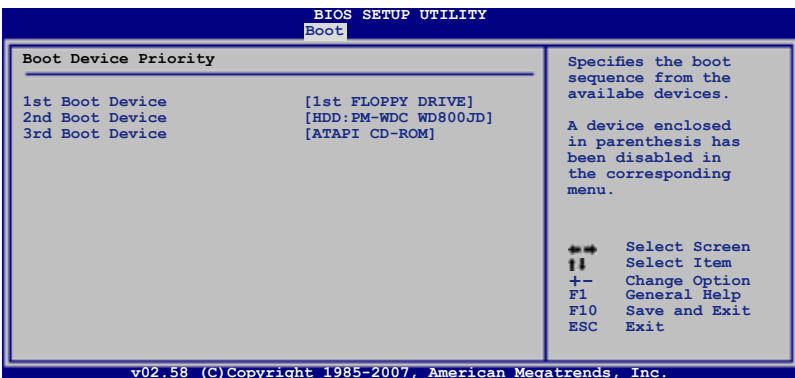 BIOS SETUP UTILITY
Boot
Boot Device Priority
1st Boot Device [1st FLOPPY DRIVE]
2nd Boot Device [HDD:PM-WDC WD800JD]
3rd Boot Device [ATAPI CD-ROM]
Specifies the boot
sequence from the
availabe devices.
A device enclosed
in parenthesis has
been disabled in
the corresponding
menu.
←→ Select Screen
↑↓ Select Item
+- Change Option
F1 General Help
F10 Save and Exit
ESC Exit
v02.58 (C)Copyright 1985-2007, American Megatrends, Inc.